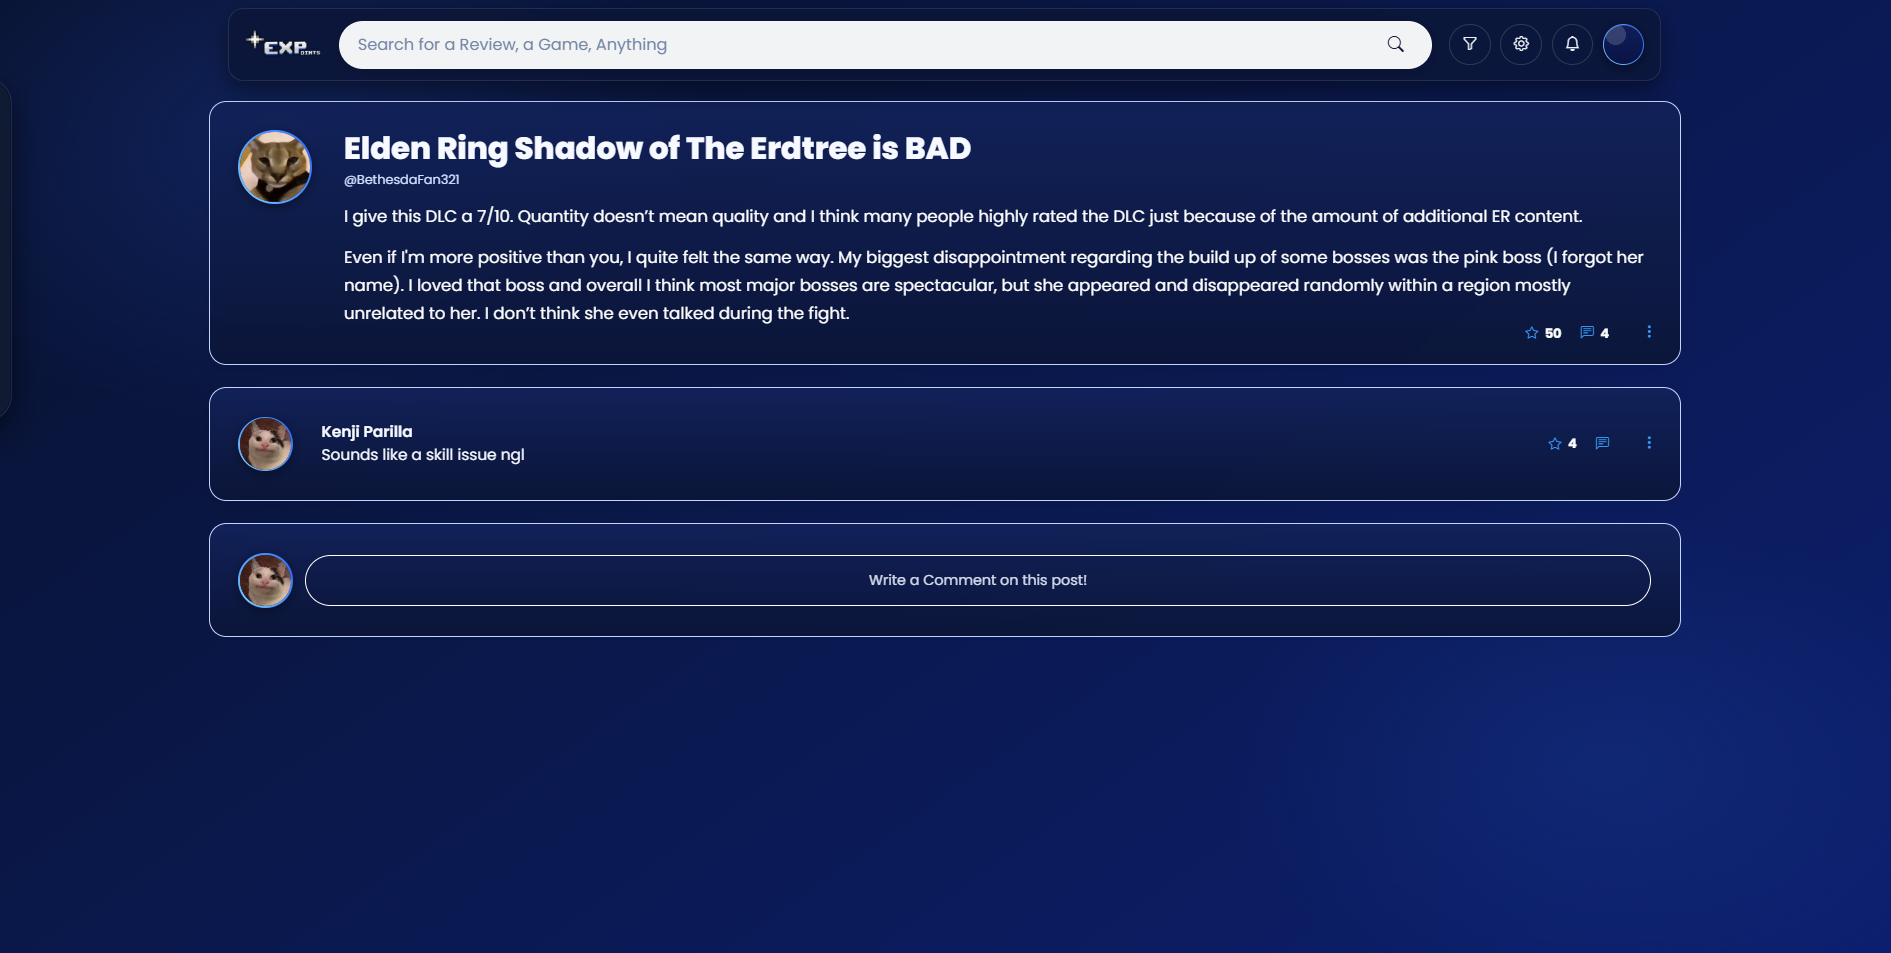 EXP
OINTS
Search for a Review, a Game, Anything
Elden Ring Shadow of The Erdtree is BAD
@BethesdaFan321
I give this DLC a 7/10. Quantity doesn’t mean quality and I think many people highly rated the DLC just because of the amount of additional ER content.
Even if I'm more positive than you, I quite felt the same way. My biggest disappointment regarding the build up of some bosses was the pink boss (I forgot her
name). I loved that boss and overall I think most major bosses are spectacular, but she appeared and disappeared randomly within a region mostly
unrelated to her. I don’t think she even talked during the fight.
50 4
Kenji Parilla
Sounds like a skill issue ngl
4
Write a Comment on this post!